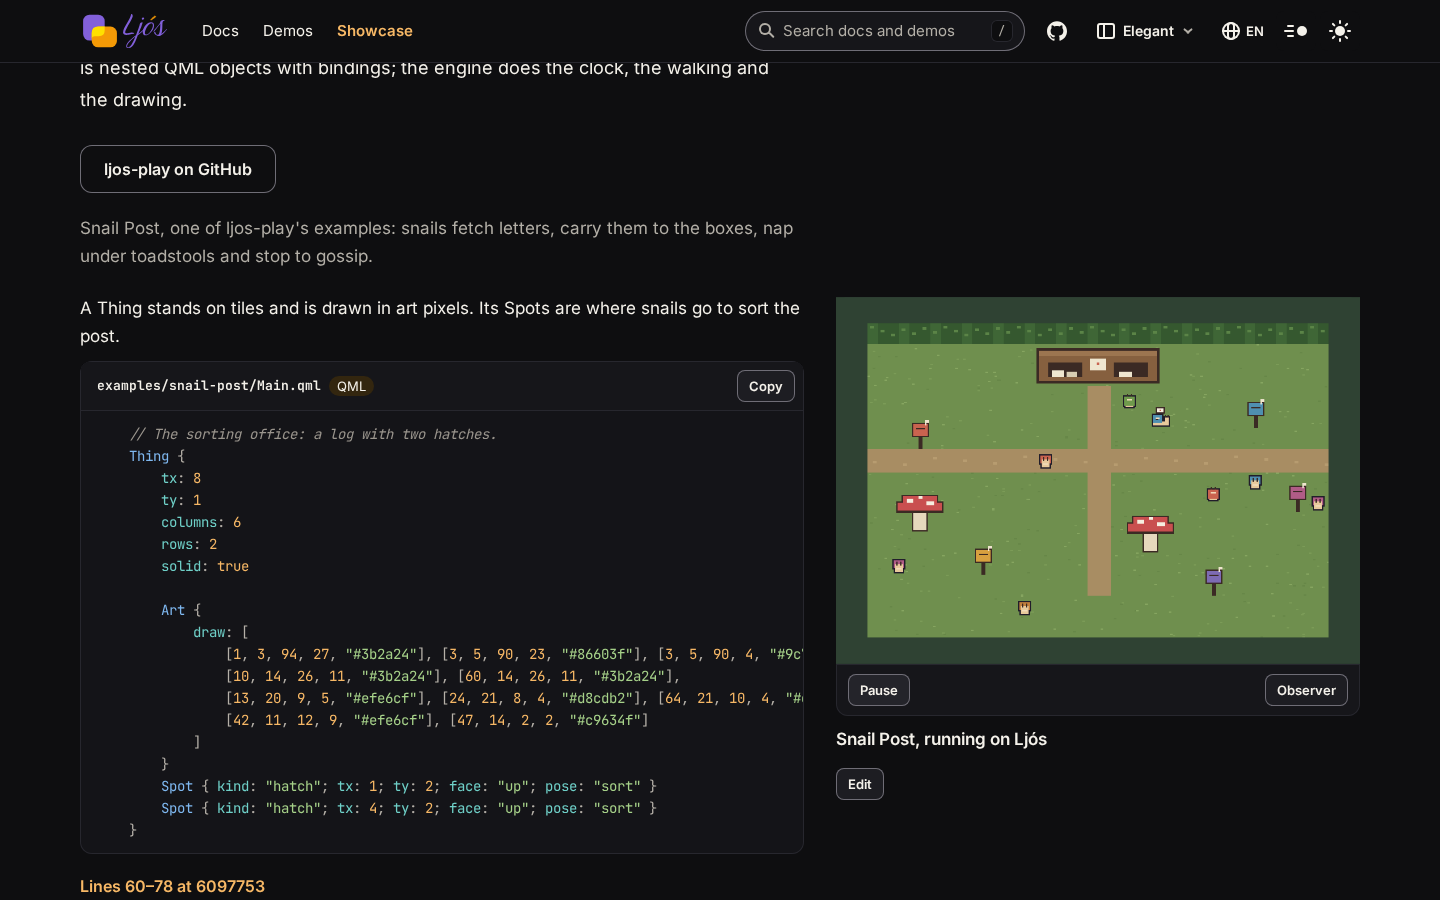 Ljós
Docs
Demos
Showcase
Search docs and demos
/
Elegant
EN
is nested QML objects with bindings; the engine does the clock, the walking and
the drawing.
ljos-play on GitHub
Snail Post, one of ljos-play's examples: snails fetch letters, carry them to the boxes, nap
under toadstools and stop to gossip.
A Thing stands on tiles and is drawn in art pixels. Its Spots are where snails go to sort the
post.
examples/snail-post/Main.qml
QML
Copy
// The sorting office: a log with two hatches.
Thing {
tx: 8
ty: 1
columns: 6
rows: 2
solid: true
Art {
draw: [
[1, 3, 94, 27, "#3b2a24"], [3, 5, 90, 23, "#86603f"], [3, 5, 90, 4, "#9c
[10, 14, 26, 11, "#3b2a24"], [60, 14, 26, 11, "#3b2a24"],
[13, 20, 9, 5, "#efe6cf"], [24, 21, 8, 4, "#d8cdb2"], [64, 21, 10, 4, "#
[42, 11, 12, 9, "#efe6cf"], [47, 14, 2, 2, "#c9634f"]
]
}
Spot { kind: "hatch"; tx: 1; ty: 2; face: "up"; pose: "sort" }
Spot { kind: "hatch"; tx: 4; ty: 2; face: "up"; pose: "sort" }
}
Lines 60–78 at 6097753
Pause
Observer
Snail Post, running on Ljós
Edit